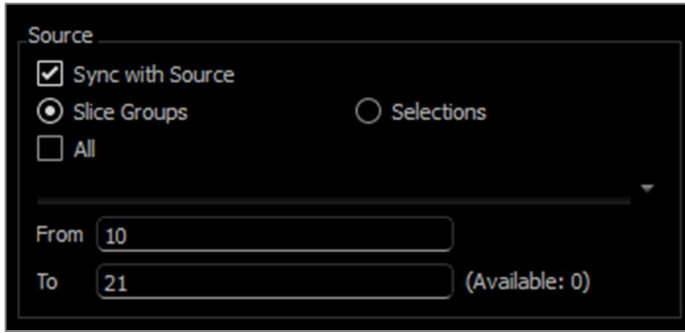 Source
Sync with Source
Slice Groups Selections
All
From 10
To 21 (Available: 0)